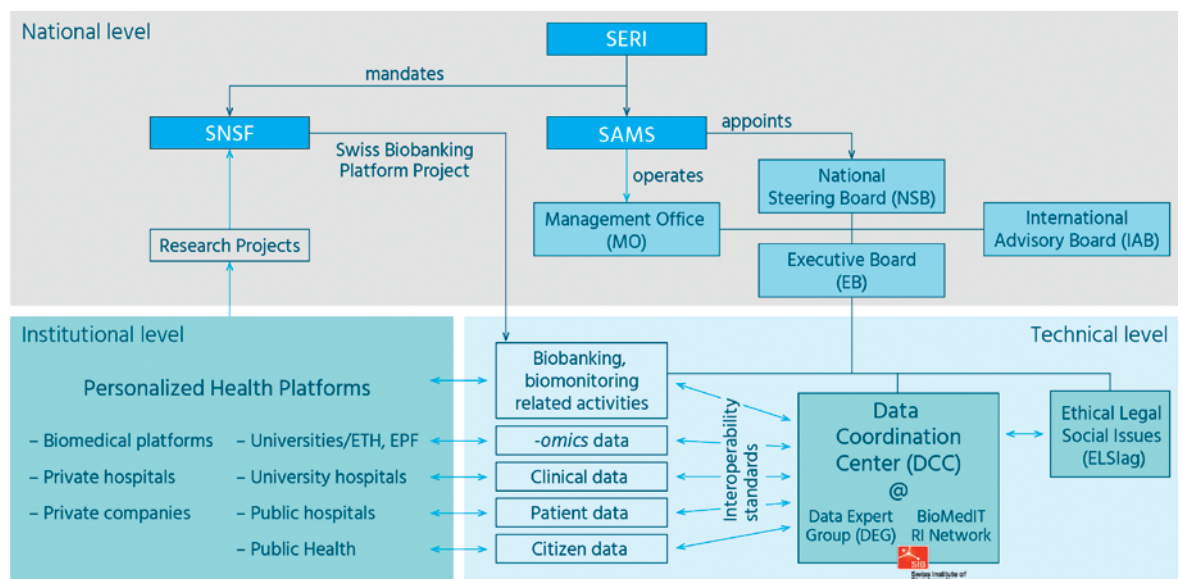 National level
SERI
mandates
SNSF
SAMS
appoints
Swiss Biobanking
Platform Project
operates
National
Steering Board (NSB)
Management Office
(MO)
International
Advisory Board (IAB)
Research Projects
Executive Board
(EB)
Institutional level
Technical level
Personalized Health Platforms
– Biomedical platforms
– Private hospitals
– Private companies
– Universities/ETH, EPF
– University hospitals
– Public hospitals
– Public Health
Biobanking,
biomonitoring
related activities
-omics data
Clinical data
Patient data
Citizen data
Interoperability
standards
Data
Coordination
Center (DCC)
@
Data Expert
Group (DEG)
BioMedIT
RI Network
SIB
Swiss Institute of
Ethical Legal
Social Issues
(ELSIag)